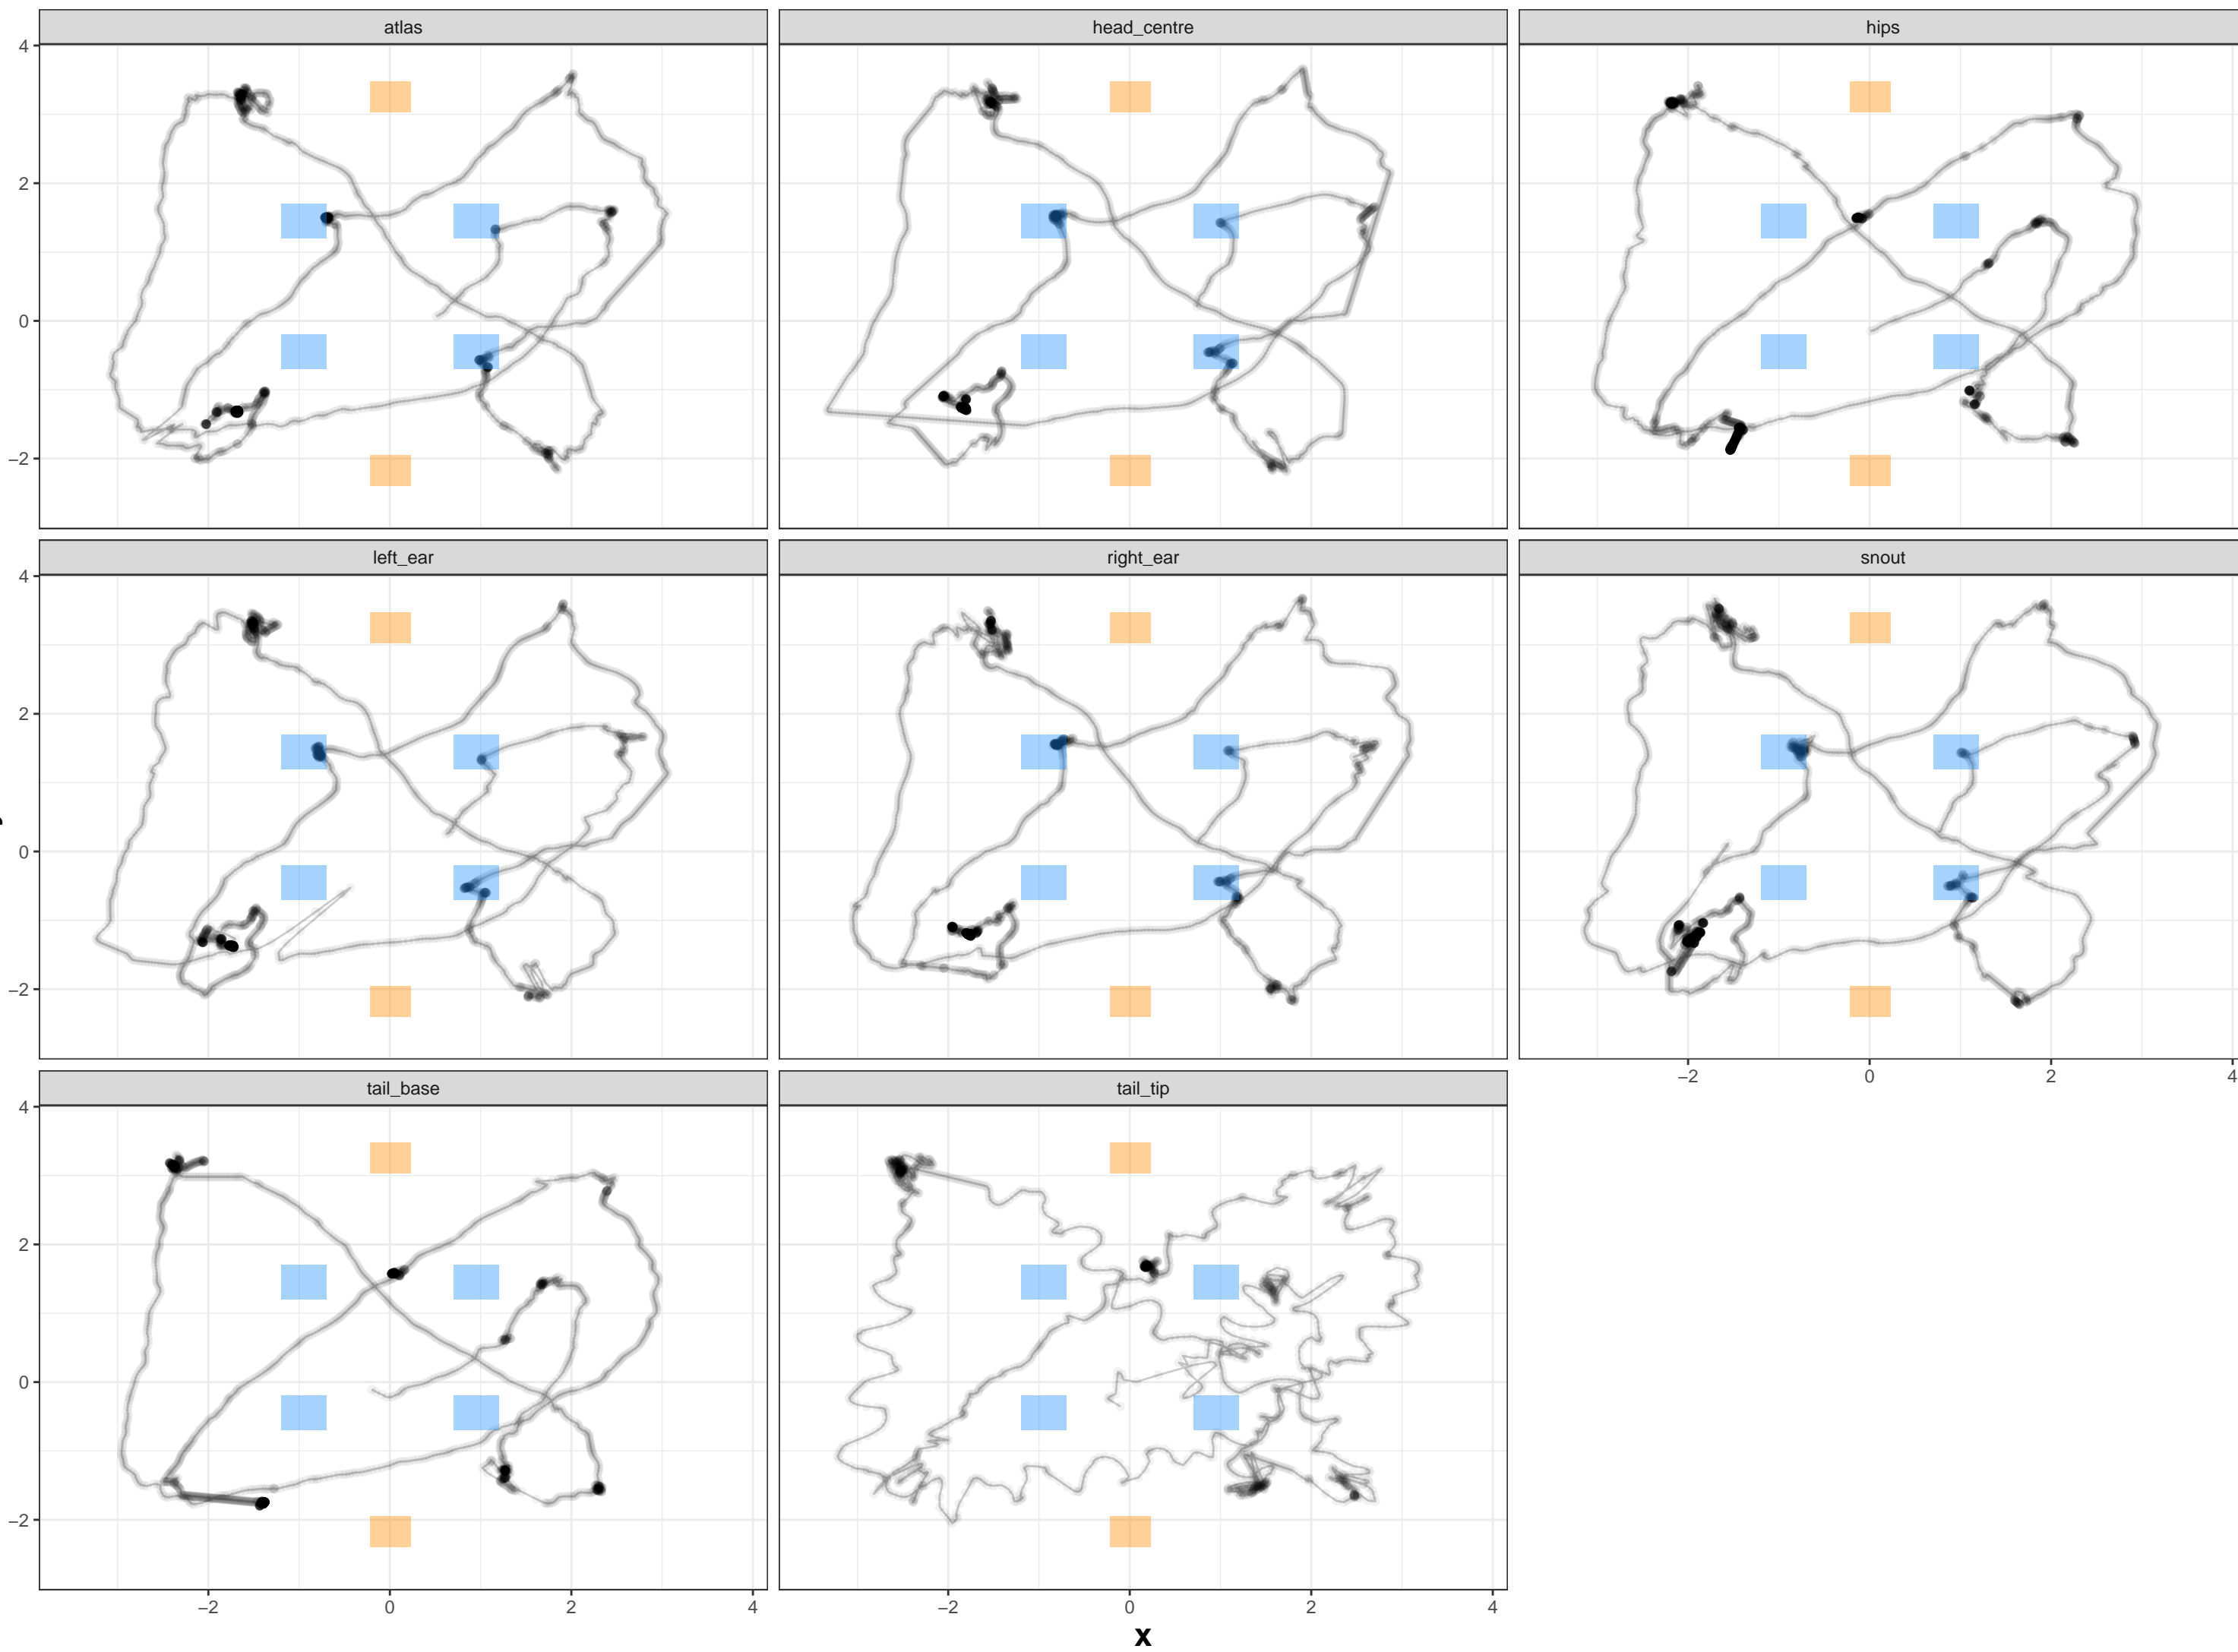 atlas head_centre hips
4
2
0
−2
left_ear right_ear snout
4
2
0
−2
−2 0 2 4
tail_base tail_tip
4
2
0
−2
−2 0 2 4 −2 0 2 4
x